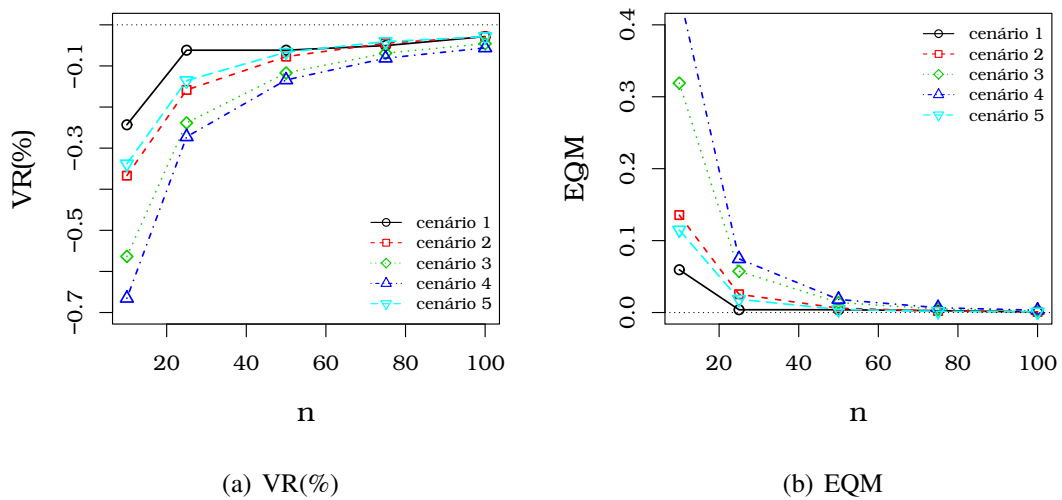 VR(%)
−0.1
−0.3
−0.5
−0.7
20
40
60
80
100
n
cenário 1
cenário 2
cenário 3
cenário 4
cenário 5
(a) VR(%)
EQM
0.4
0.3
0.2
0.1
0.0
20
40
60
80
100
n
cenário 1
cenário 2
cenário 3
cenário 4
cenário 5
(b) EQM